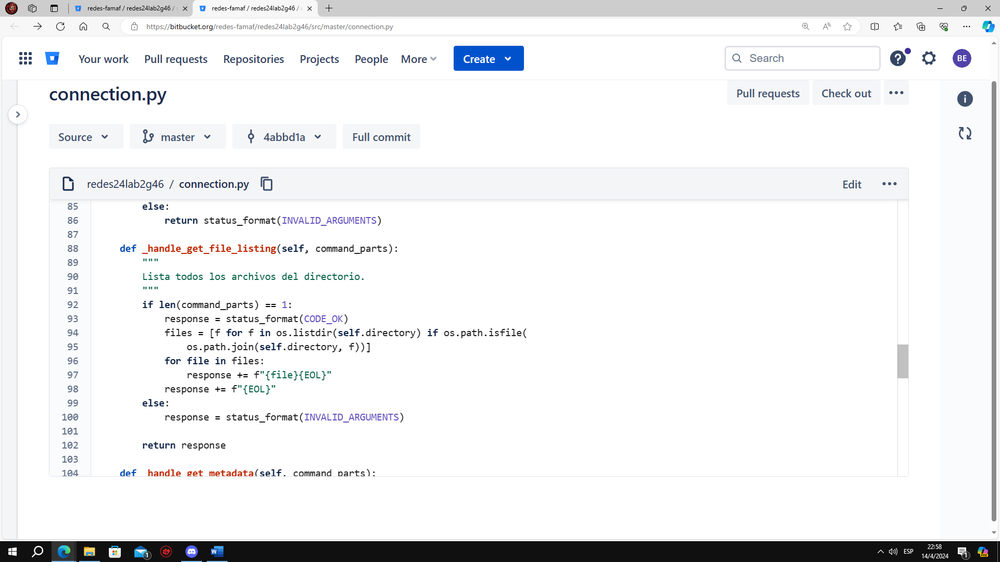 redes-famaf / redes24lab2g46 / s
redes-famaf / redes24lab2g46 / c
https://bitbucket.org/redes-famaf/redes24lab2g46/src/master/connection.py
Your work Pull requests Repositories Projects People More Create Search ? BE
connection.py Pull requests Check out
Source master 4abbd1a Full commit
redes24lab2g46 / connection.py Edit
85 else:
86 return status_format(INVALID_ARGUMENTS)
87
88 def _handle_get_file_listing(self, command_parts):
89 """
90 Lista todos los archivos del directorio.
91 """
92 if len(command_parts) == 1:
93 response = status_format(CODE_OK)
94 files = [f for f in os.listdir(self.directory) if os.path.isfile(
95 os.path.join(self.directory, f))]
96 for file in files:
97 response += f"{file}{EOL}"
98 response += f"{EOL}"
99 else:
100 response = status_format(INVALID_ARGUMENTS)
101
102 return response
103
104 def _handle_get_metadata(self, command_parts):
1 ESP 22:58 1
14/4/2024